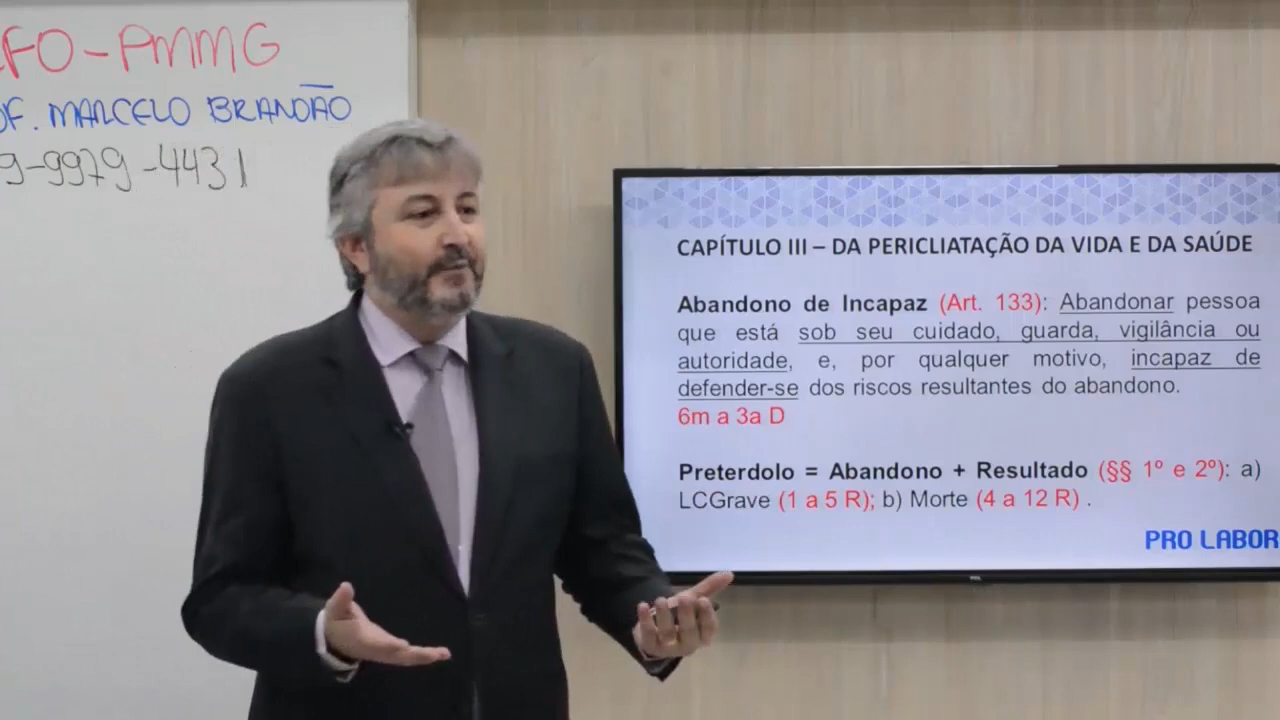 FO-PMMG
OF. MARCELO BRANDÃO
9-9979-4431
CAPÍTULO III – DA PERICLIATAÇÃO DA VIDA E DA SAÚDE
Abandono de Incapaz (Art. 133): Abandonar pessoa
que está sob seu cuidado, guarda, vigilância ou
autoridade, e, por qualquer motivo, incapaz de
defender-se dos riscos resultantes do abandono.
6m a 3a D
Preterdolo = Abandono + Resultado (§§ 1º e 2º): a)
LCGrave (1 a 5 R); b) Morte (4 a 12 R) .
PRO LABOR
TCL